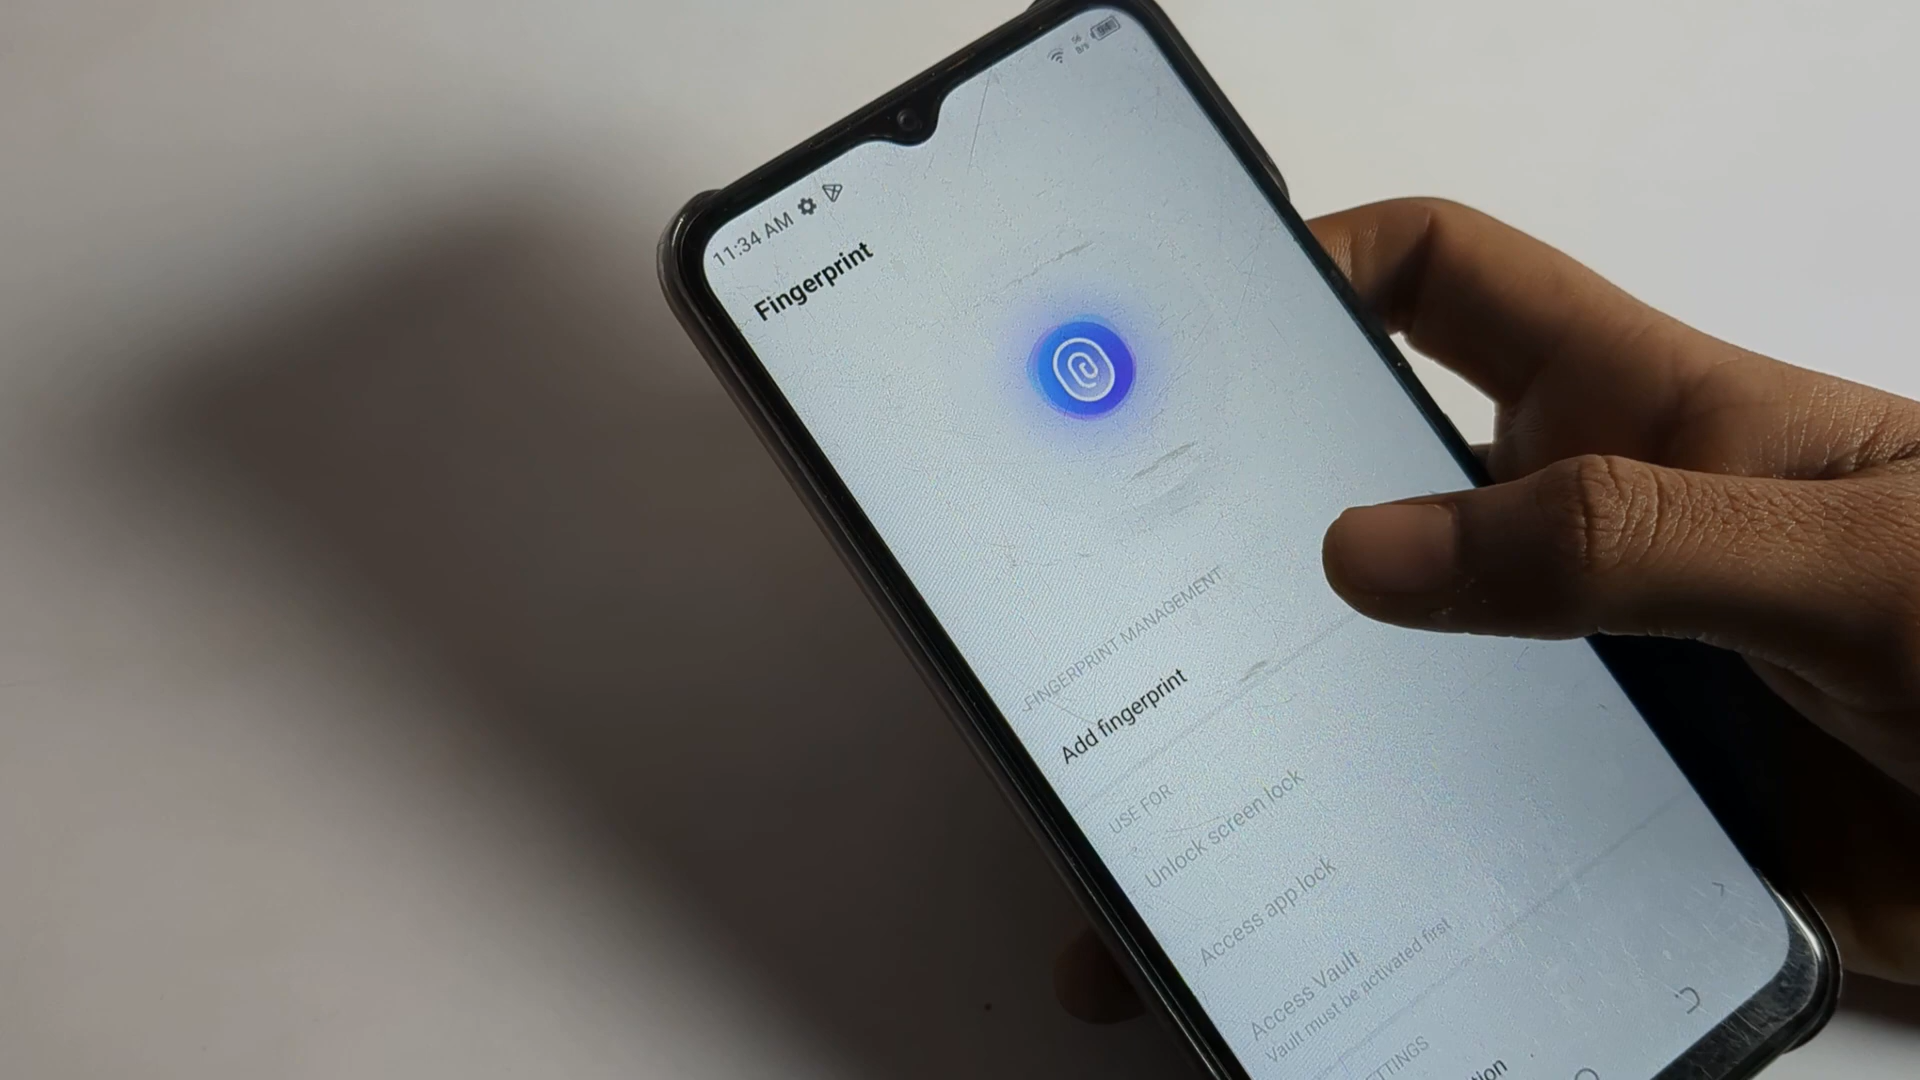 11:34 AM
56
B/s
Fingerprint
FINGERPRINT MANAGEMENT
Add fingerprint
USE FOR
Unlock screen lock
Access app lock
Access Vault
Vault must be activated first